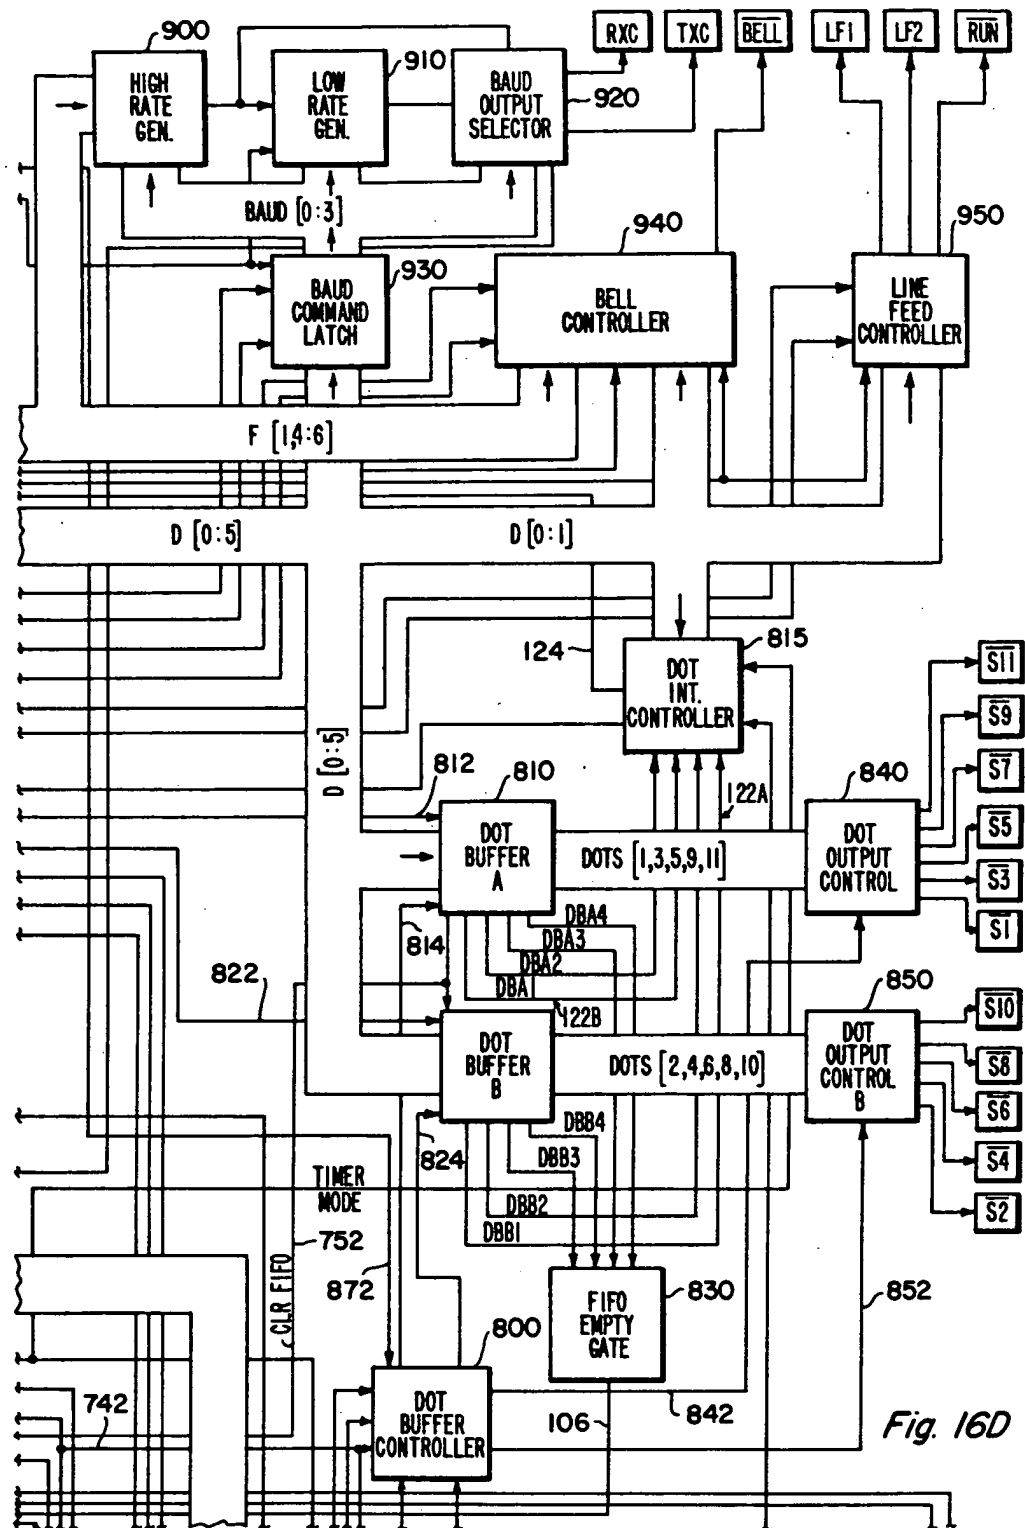 900
HIGH
RATE
GEN.
910
LOW
RATE
GEN.
BAUD
OUTPUT
SELECTOR
920
RXC
TXC
BELL
LF1
LF2
RUN
BAUD [0:3]
930
BAUD
COMMAND
LATCH
940
BELL
CONTROLLER
950
LINE
FEED
CONTROLLER
F [1,4:6]
D [0:5]
D [0:1]
124
815
DOT
INT.
CONTROLLER
D [0:5]
812
810
DOT
BUFFER
A
122A
DOTS [1,3,5,9,11]
840
DOT
OUTPUT
CONTROL
S11
S9
S7
S5
S3
S1
814
DBA4
DBA3
DBA2
DBA1
122B
822
DOT
BUFFER
B
DOTS [2,4,6,8,10]
850
DOT
OUTPUT
CONTROL
B
S10
S8
S6
S4
S2
824
DBB4
DBB3
DBB2
DBB1
TIMER
MODE
752
CLR FIFO
872
830
FIFO
EMPTY
GATE
852
800
DOT
BUFFER
CONTROLLER
742
106
842
Fig. 16D